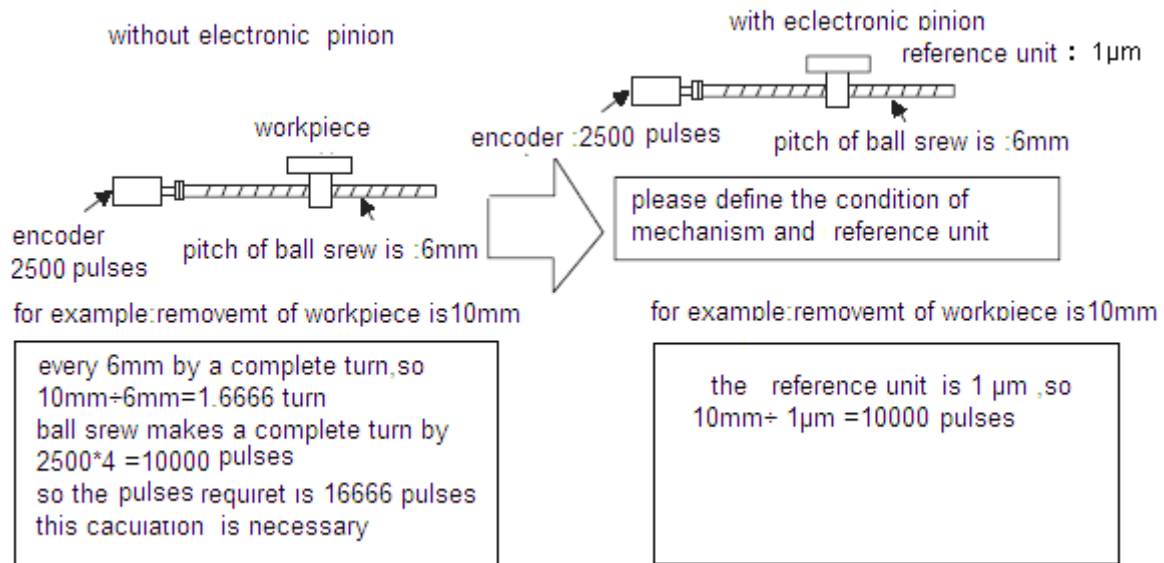 without electronic pinion
workpiece
encoder
2500 pulses
pitch of ball srew is :6mm
for example:removemt of workpiece is10mm
every 6mm by a complete turn,so
10mm÷6mm=1.6666 turn
ball srew makes a complete turn by
2500*4 =10000 pulses
so the pulses requiret is 16666 pulses
this cacuiation is necessary
with eclectronic pinion
reference unit : 1μm
encoder :2500 pulses
pitch of ball srew is :6mm
please define the condition of
mechanism and reference unit
for example:removemt of workpiece is10mm
the reference unit is 1 μm ,so
10mm÷ 1μm =10000 pulses